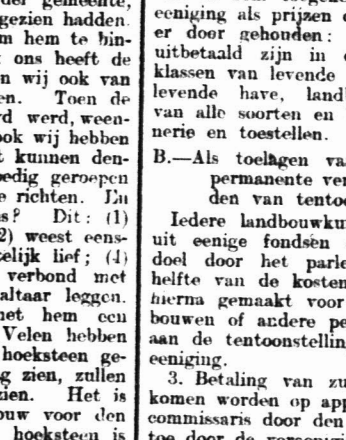 der gemeente,
gezien hadden.
m hem te bin-
t ons heeft de
n wij ook van
en. Toen de
rd werd, ween-
ook wij hebben
t kunnen den-
oedig geroepen
e richten. En
ns? Dit: (1)
2) weest eens-
elijk lief; (4)
verbond met
altaar leggen.
met hem een
Velen hebben
hoeksteen ge-
g zien, zullen
zien. Het is
ouw voor den
hoeksteen is
eeniging als prijzen
er door gehouden:
uitbetaald zijn in
klassen van levende
levende have, land
van alle soorten en
nerie en toestellen.
B.—Als toelagen va
permanente ver
den van tentoo
Iedere landbouwku
uit eenige fondsen
doel door het parle
helfte van de kosten
hierna gemaakt voor
bouwen of andere pe
aan de tentoonstellin
eeniging.
3. Betaling van zu
komen worden op app
commissaris door den
toe door de vereenigi